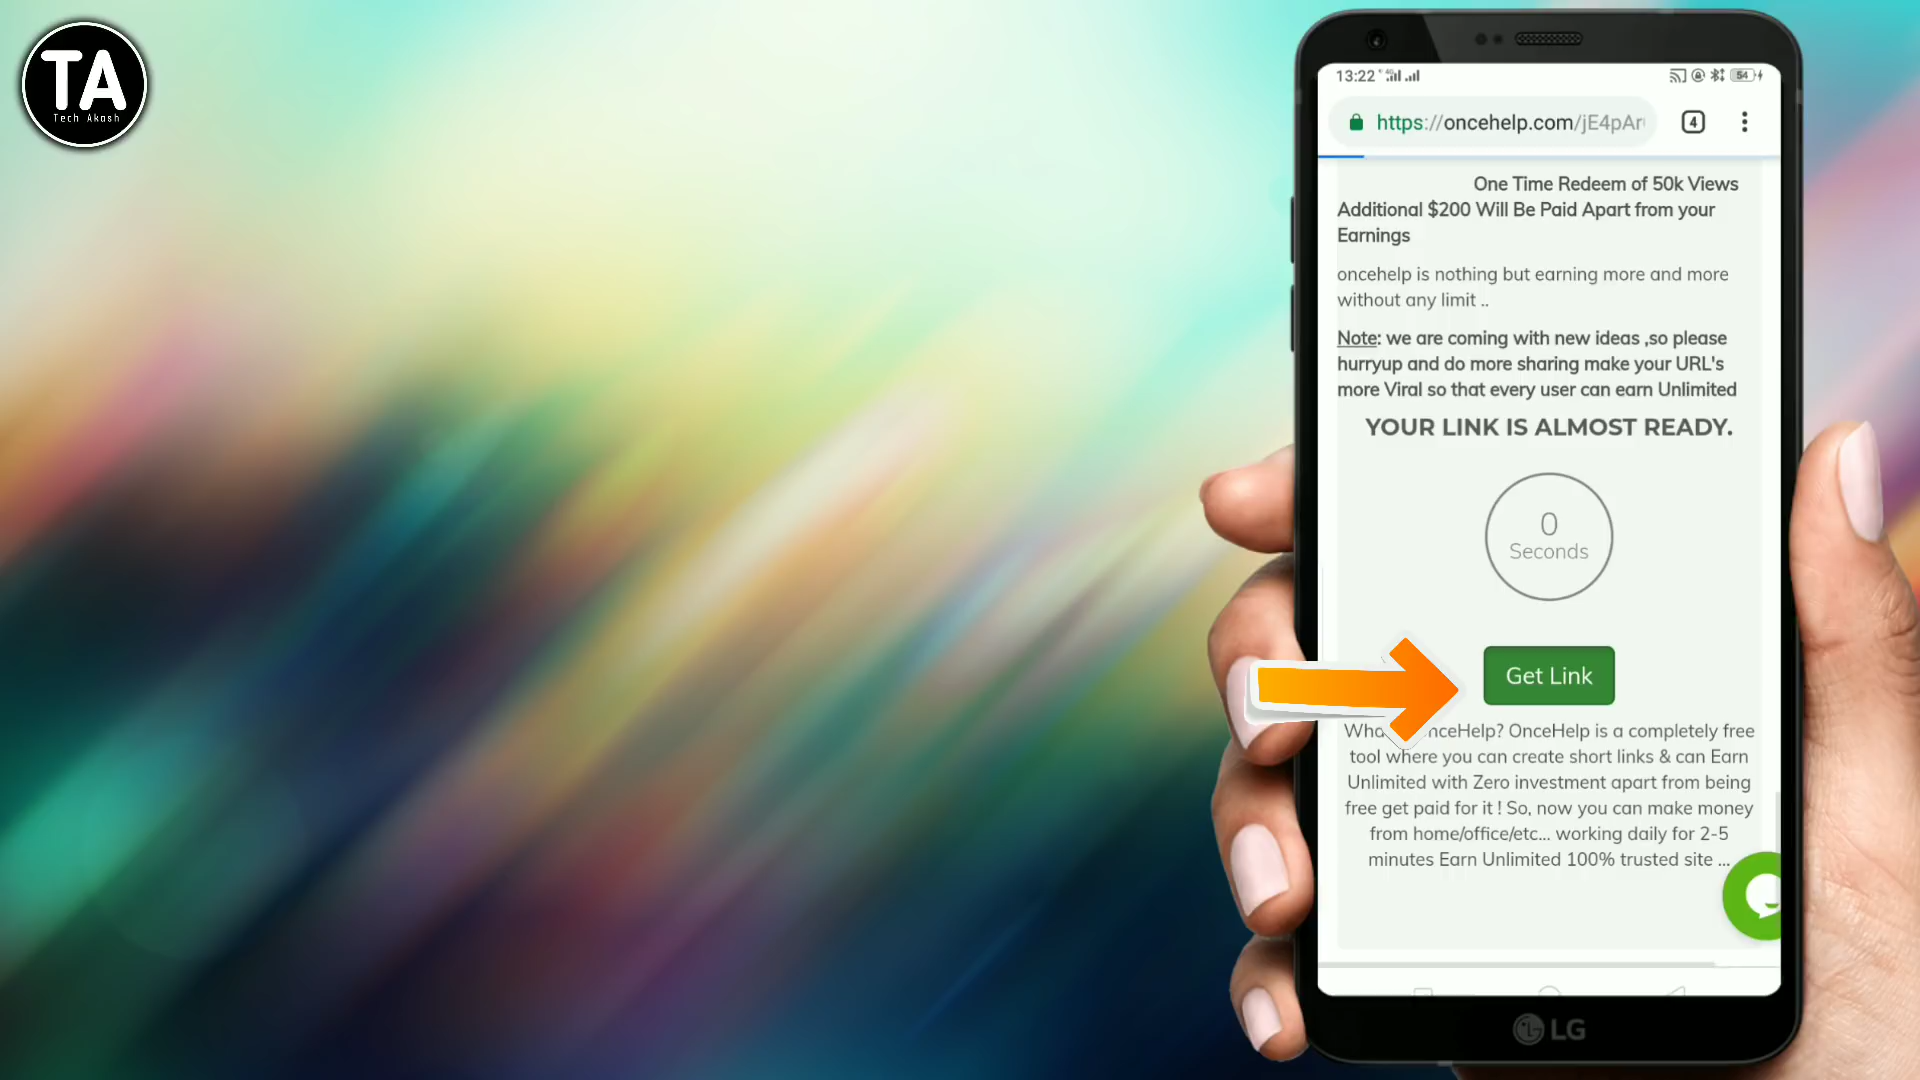 TA
Tech Akash
13:22
54
https://oncehelp.com/jE4pAr
4
One Time Redeem of 50k Views
Additional $200 Will Be Paid Apart from your
Earnings
oncehelp is nothing but earning more and more
without any limit ..
Note: we are coming with new ideas ,so please
hurryup and do more sharing make your URL's
more Viral so that every user can earn Unlimited
YOUR LINK IS ALMOST READY.
0
Seconds
Get Link
OnceHelp is a completely free
tool where you can create short links & can Earn
Unlimited with Zero investment apart from being
free get paid for it ! So, now you can make money
from home/office/etc... working daily for 2-5
minutes Earn Unlimited 100% trusted site ...
LG